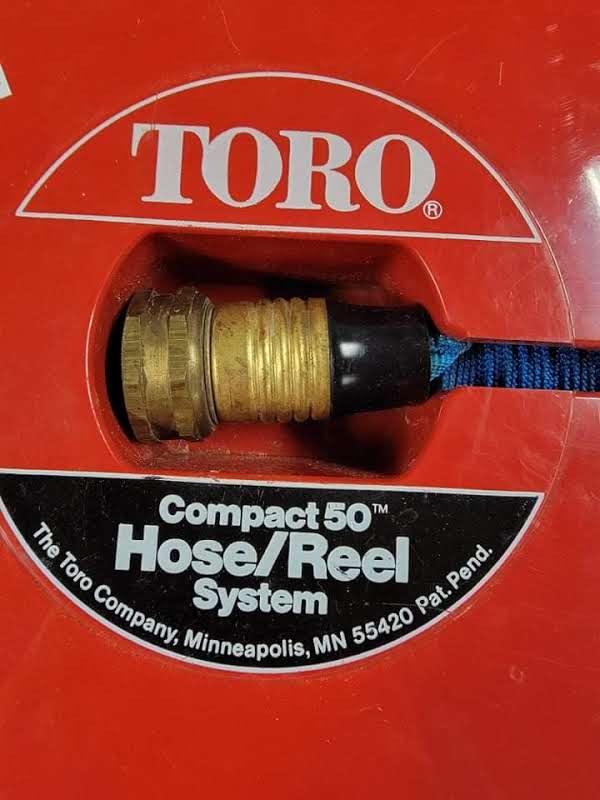 TORO®
Compact 50™
Hose/Reel
System
The Toro Company, Minneapolis, MN 55420 Pat. Pend.